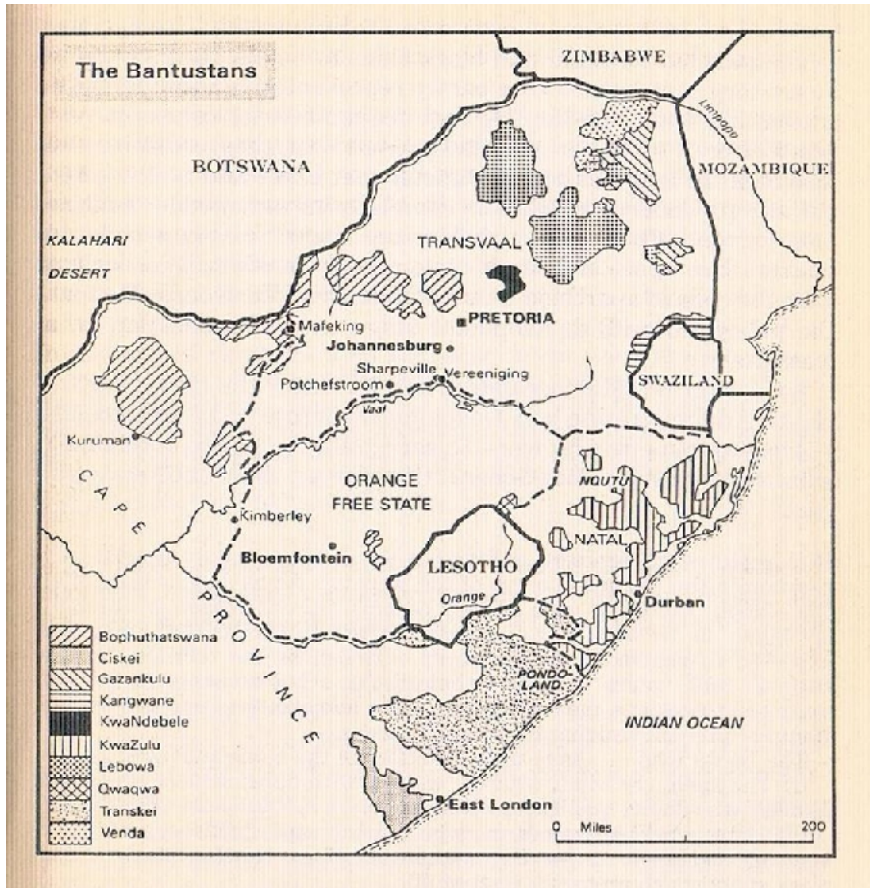 The Bantustans
ZIMBABWE
Limpopo
BOTSWANA
MOZAMBIQUE
KALAHARI
DESERT
TRANSVAAL
PRETORIA
Mafeking
Johannesburg
Sharpeville
Vereeniging
Potchefstroom
SWAZILAND
Vaal
Kuruman
CAPE
ORANGE
FREE STATE
NQUTU
Kimberley
NATAL
Bloemfontein
LESOTHO
Orange
Durban
PROVINCE
PONDO-
LAND
INDIAN OCEAN
East London
Bophuthatswana
Ciskei
Gazankulu
Kangwane
KwaNdebele
KwaZulu
Lebowa
Qwaqwa
Transkei
Venda
0 Miles 200